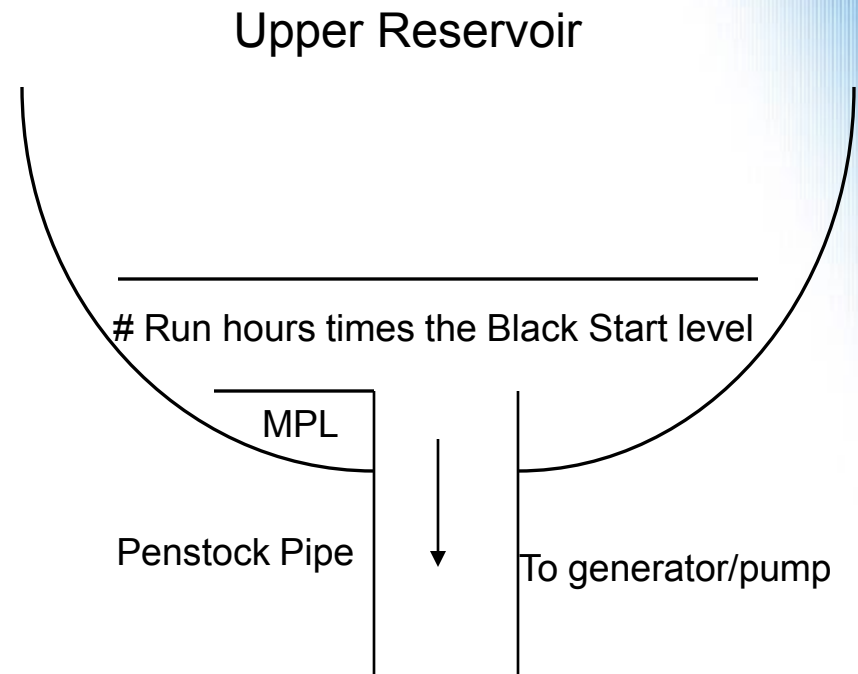 Upper Reservoir
# Run hours times the Black Start level
MPL
Penstock Pipe
To generator/pump